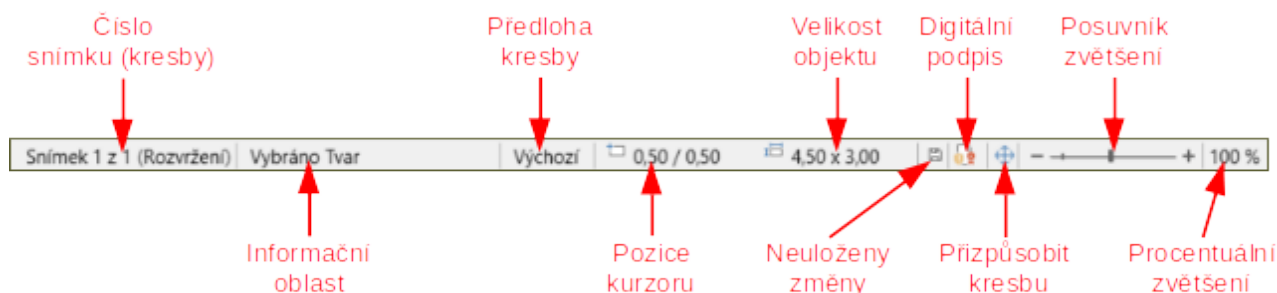 Číslo
snímku (kresby)
Předloha
kresby
Velikost
objektu
Digitální
podpis
Posuvník
zvětšení
Snímek 1 z 1 (Rozvržení) Vybráno Tvar Výchozí 0,50 / 0,50 4,50 x 3,00 − + 100 %
Informační
oblast
Pozice
kurzoru
Neuloženy
změny
Přizpůsobit
kresbu
Procentuální
zvětšení